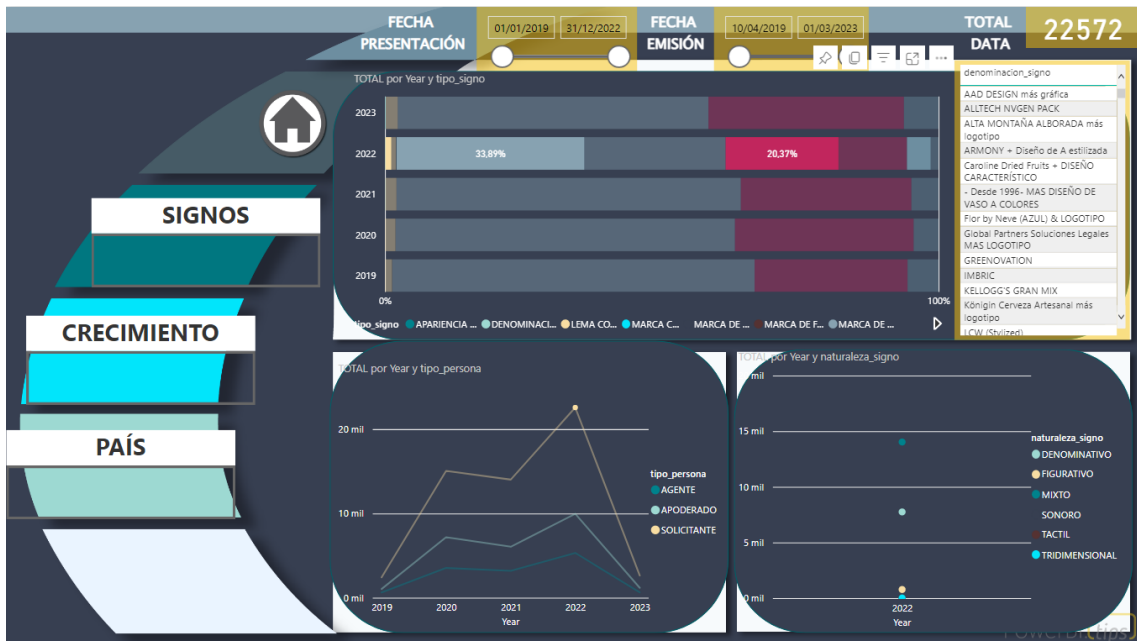 FECHA
PRESENTACIÓN
01/01/2019 31/12/2022
FECHA
EMISIÓN
10/04/2019 01/03/2023
TOTAL
DATA
22572
TOTAL por Year y tipo_signo
2023
2022
33,89%
20,37%
2021
2020
2019
0%
100%
tipo_signo APARIENCIA ... DENOMINACI... LEMA CO... MARCA C... MARCA DE ... MARCA DE F... MARCA DE ...
denominacion_signo
AAD DESIGN más gráfica
ALLTECH NVGEN PACK
ALTA MONTAÑA ALBORADA más
logotipo
ARMONY + Diseño de A estilizada
Caroline Dried Fruits + DISEÑO
CARACTERÍSTICO
- Desde 1996- MAS DISEÑO DE
VASO A COLORES
Flor by Neve (AZUL) & LOGOTIPO
Global Partners Soluciones Legales
MAS LOGOTIPO
GREENOVATION
IMBRIC
KELLOGG'S GRAN MIX
Königin Cerveza Artesanal más
logotipo
LCW (Stylized)
SIGNOS
CRECIMIENTO
PAÍS
TOTAL por Year y tipo_persona
20 mil
10 mil
0 mil
2019 2020 2021 2022 2023
Year
tipo_persona
AGENTE
APODERADO
SOLICITANTE
TOTAL por Year y naturaleza_signo
mil
15 mil
10 mil
5 mil
0 mil
2022
Year
naturaleza_signo
DENOMINATIVO
FIGURATIVO
MIXTO
SONORO
TACTIL
TRIDIMENSIONAL